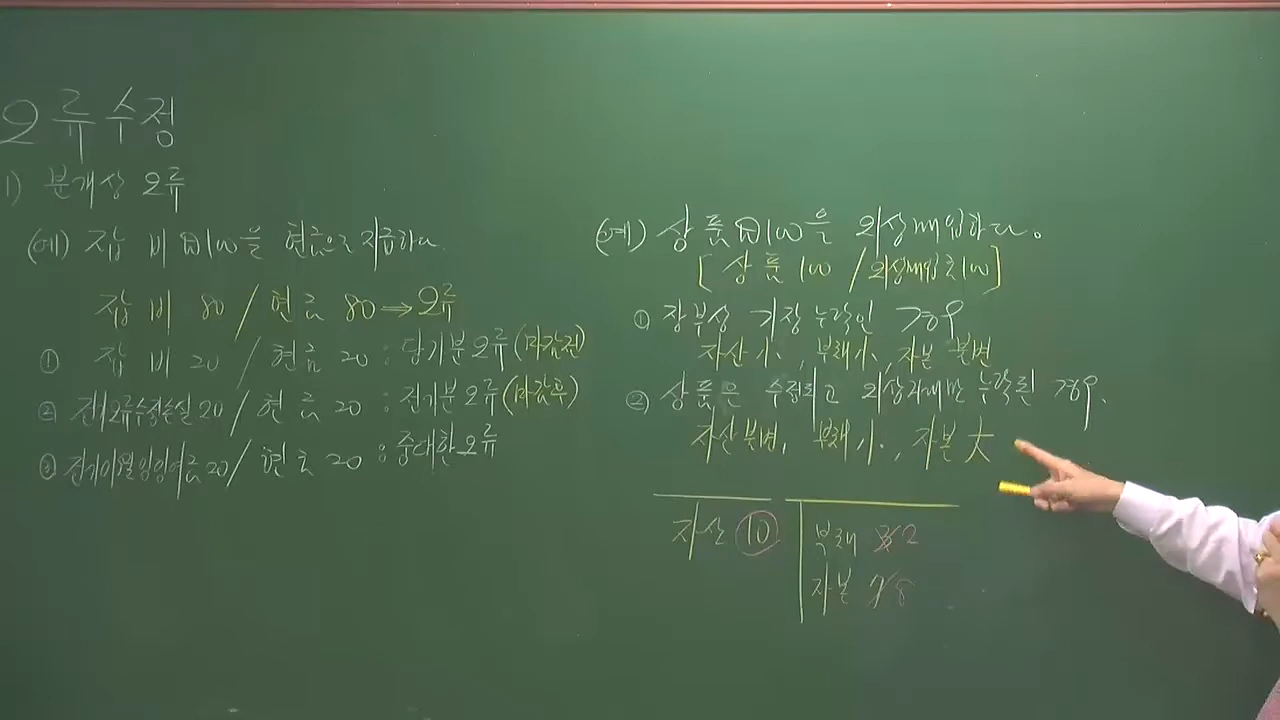 오류수정
1) 분개상 오류
(예) 잡비 ₩100을 현금으로 지급하다.
잡비 80 / 현금 80 ⇒ 오류
① 잡비 20 / 현금 20 : 당기분오류(마감전)
② 전기오류수정손실 20 / 현금 20 : 전기분오류(마감후)
③ 전기이월이익잉여금 20 / 현금 20 : 중대한오류
(예) 상품 ₩100을 외상매입하다.
[상품 100 / 외상매입금 100]
① 장부상 기장 누락인 경우
자산 小, 부채 小, 자본 불변
② 상품은 수정되고 외상매입만 누락된 경우.
자산 불변, 부채 小, 자본 大
자산 10
부채 3 2
자본 7 8